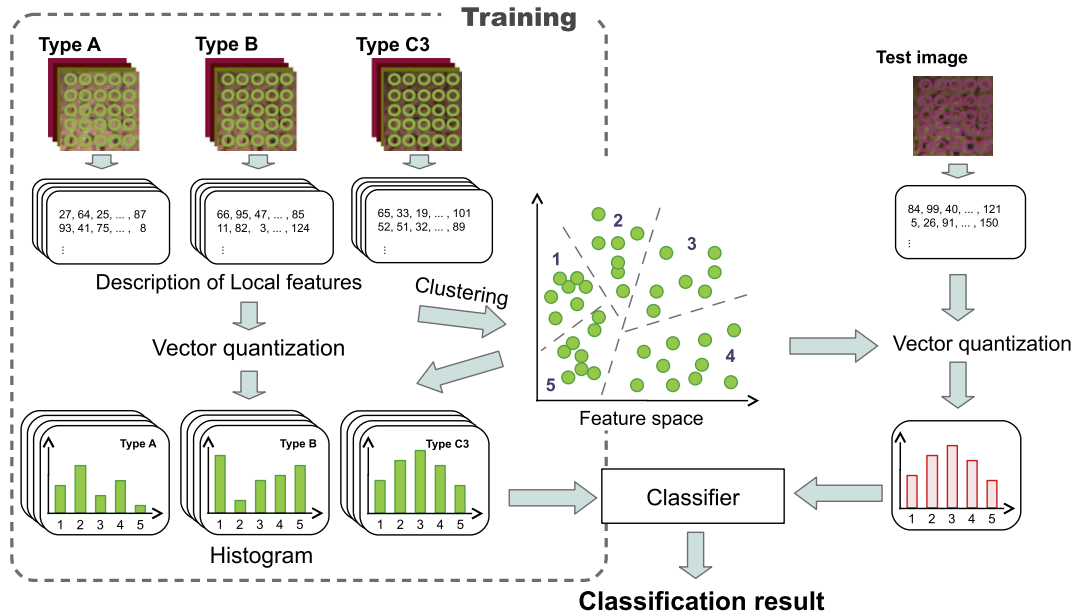 Training
Type A
Type B
Type C3
Test image
27, 64, 25, ... , 87
93, 41, 75, ... , 8
⋮
66, 95, 47, ... , 85
11, 82, 3, ... , 124
⋮
65, 33, 19, ... , 101
52, 51, 32, ... , 89
⋮
84, 99, 40, ... , 121
5, 26, 91, ... , 150
⋮
Description of Local features
Clustering
Vector quantization
1
2
3
4
5
Feature space
Vector quantization
Type A
1 2 3 4 5
Type B
1 2 3 4 5
Type C3
1 2 3 4 5
1 2 3 4 5
Histogram
Classifier
Classification result